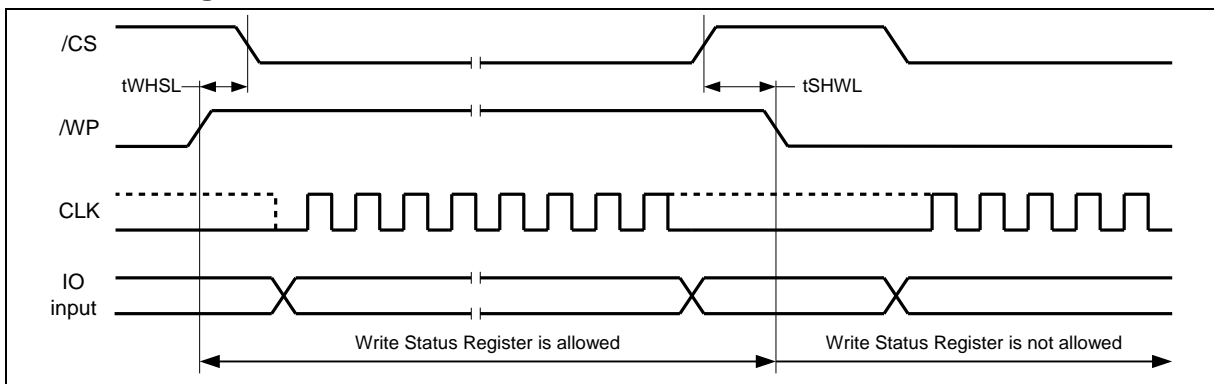 /CS
tWHSL
tSHWL
/WP
CLK
IO
input
Write Status Register is allowed
Write Status Register is not allowed